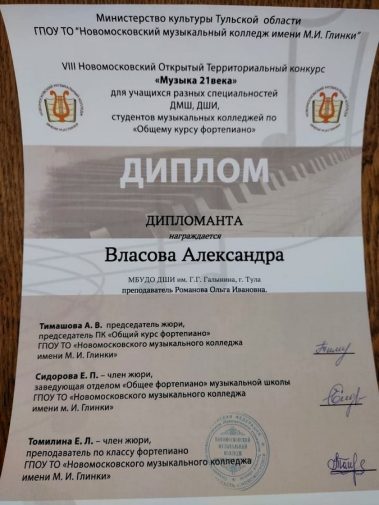 Министерство культуры Тульской области
ГПОУ ТО "Новомосковский музыкальный колледж имени М.И. Глинки"
VIII Новомосковский Открытый Территориальный конкурс
«Музыка 21века»
для учащихся разных специальностей
ДМШ, ДШИ,
студентов музыкальных колледжей по
«Общему курсу фортепиано»
ДИПЛОМ
ДИПЛОМАНТА
награждается
Власова Александра
МБУДО ДШИ им. Г.Г. Галынина, г. Тула
преподаватель Романова Ольга Ивановна,
Тимашова А. В. председатель жюри,
председатель ПК «Общий курс фортепиано»
ГПОУ ТО «Новомосковского музыкального колледжа
имени М. И. Глинки»
Сидорова Е. П. – член жюри,
заведующая отделом «Общее фортепиано» музыкальной школы
ГПОУ ТО «Новомосковского музыкального колледжа
имени м. И. Глинки»
Томилина Е. Л. – член жюри,
преподаватель по классу фортепиано
ГПОУ ТО «Новомосковского музыкального колледжа
имени М. И. Глинки»
НОВОМОСКОВСКИЙ
МУЗЫКАЛЬНЫЙ
КОЛЛЕДЖ